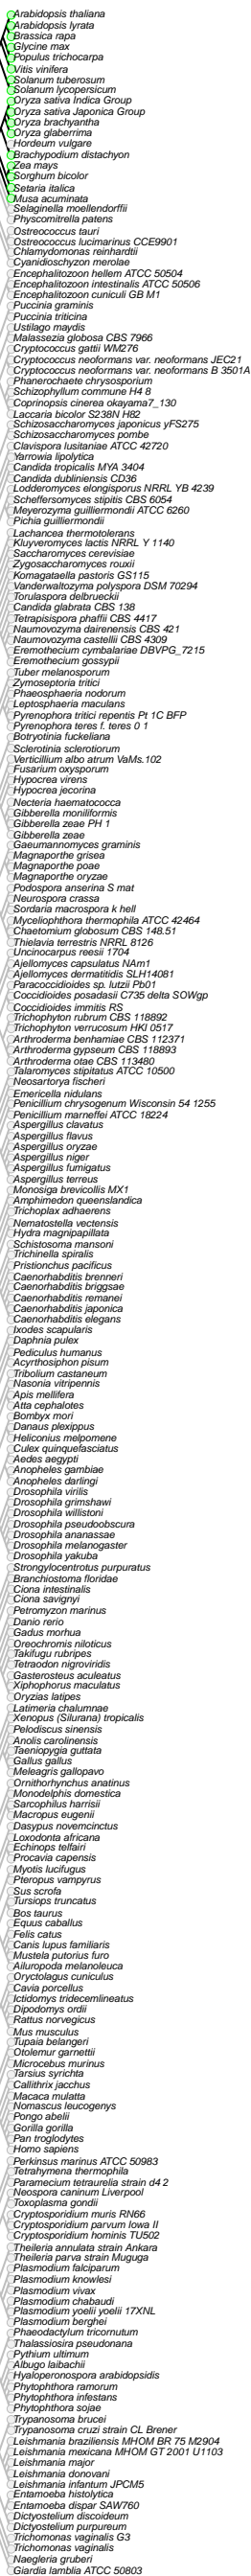 Arabidopsis thaliana
Arabidopsis lyrata
Brassica rapa
Glycine max
Populus trichocarpa
Vitis vinifera
Solanum tuberosum
Solanum lycopersicum
Oryza sativa Indica Group
Oryza sativa Japonica Group
Oryza brachyantha
Oryza glaberrima
Hordeum vulgare
Brachypodium distachyon
Zea mays
Sorghum bicolor
Setaria italica
Musa acuminata
Selaginella moellendorffii
Physcomitrella patens
Ostreococcus tauri
Ostreococcus lucimarinus CCE9901
Chlamydomonas reinhardtii
Cyanidioschyzon merolae
Encephalitozoon hellem ATCC 50504
Encephalitozoon intestinalis ATCC 50506
Encephalitozoon cuniculi GB M1
Puccinia graminis
Puccinia triticina
Ustilago maydis
Malassezia globosa CBS 7966
Cryptococcus gattii WM276
Cryptococcus neoformans var. neoformans JEC21
Cryptococcus neoformans var. neoformans B 3501A
Phanerochaete chrysosporium
Schizophyllum commune H4 8
Coprinopsis cinerea okayama7_130
Laccaria bicolor S238N H82
Schizosaccharomyces japonicus yFS275
Schizosaccharomyces pombe
Clavispora lusitaniae ATCC 42720
Yarrowia lipolytica
Candida tropicalis MYA 3404
Candida dubliniensis CD36
Lodderomyces elongisporus NRRL YB 4239
Scheffersomyces stipitis CBS 6054
Meyerozyma guilliermondii ATCC 6260
Pichia guilliermondii
Lachancea thermotolerans
Kluyveromyces lactis NRRL Y 1140
Saccharomyces cerevisiae
Zygosaccharomyces rouxii
Komagataella pastoris GS115
Vanderwaltozyma polyspora DSM 70294
Torulaspora delbrueckii
Candida glabrata CBS 138
Tetrapisispora phaffii CBS 4417
Naumovozyma dairenensis CBS 421
Naumovozyma castellii CBS 4309
Eremothecium cymbalariae DBVPG_7215
Eremothecium gossypii
Tuber melanosporum
Zymoseptoria tritici
Phaeosphaeria nodorum
Leptosphaeria maculans
Pyrenophora tritici repentis Pt 1C BFP
Pyrenophora teres f. teres 0 1
Botryotinia fuckeliana
Sclerotinia sclerotiorum
Verticillium albo atrum VaMs.102
Fusarium oxysporum
Hypocrea virens
Hypocrea jecorina
Necteria haematococca
Gibberella moniliformis
Gibberella zeae PH 1
Gibberella zeae
Gaeumannomyces graminis
Magnaporthe grisea
Magnaporthe poae
Magnaporthe oryzae
Podospora anserina S mat
Neurospora crassa
Sordaria macrospora k hell
Myceliophthora thermophila ATCC 42464
Chaetomium globosum CBS 148.51
Thielavia terrestris NRRL 8126
Uncinocarpus reesii 1704
Ajellomyces capsulatus NAm1
Ajellomyces dermatitidis SLH14081
Paracoccidioides sp. lutzii Pb01
Coccidioides posadasii C735 delta SOWgp
Coccidioides immitis RS
Trichophyton rubrum CBS 118892
Trichophyton verrucosum HKI 0517
Arthroderma benhamiae CBS 112371
Arthroderma gypseum CBS 118893
Arthroderma otae CBS 113480
Talaromyces stipitatus ATCC 10500
Neosartorya fischeri
Emericella nidulans
Penicillium chrysogenum Wisconsin 54 1255
Penicillium marneffei ATCC 18224
Aspergillus clavatus
Aspergillus flavus
Aspergillus oryzae
Aspergillus niger
Aspergillus fumigatus
Aspergillus terreus
Monosiga brevicollis MX1
Amphimedon queenslandica
Trichoplax adhaerens
Nematostella vectensis
Hydra magnipapillata
Schistosoma mansoni
Trichinella spiralis
Pristionchus pacificus
Caenorhabditis brenneri
Caenorhabditis briggsae
Caenorhabditis remanei
Caenorhabditis japonica
Caenorhabditis elegans
Ixodes scapularis
Daphnia pulex
Pediculus humanus
Acyrthosiphon pisum
Tribolium castaneum
Nasonia vitripennis
Apis mellifera
Atta cephalotes
Bombyx mori
Danaus plexippus
Heliconius melpomene
Culex quinquefasciatus
Aedes aegypti
Anopheles gambiae
Anopheles darlingi
Drosophila virilis
Drosophila grimshawi
Drosophila willistoni
Drosophila pseudoobscura
Drosophila ananassae
Drosophila melanogaster
Drosophila yakuba
Strongylocentrotus purpuratus
Branchiostoma floridae
Ciona intestinalis
Ciona savignyi
Petromyzon marinus
Danio rerio
Gadus morhua
Oreochromis niloticus
Takifugu rubripes
Tetraodon nigroviridis
Gasterosteus aculeatus
Xiphophorus maculatus
Oryzias latipes
Latimeria chalumnae
Xenopus (Silurana) tropicalis
Pelodiscus sinensis
Anolis carolinensis
Taeniopygia guttata
Gallus gallus
Meleagris gallopavo
Ornithorhynchus anatinus
Monodelphis domestica
Sarcophilus harrisii
Macropus eugenii
Dasypus novemcinctus
Loxodonta africana
Echinops telfairi
Procavia capensis
Myotis lucifugus
Pteropus vampyrus
Sus scrofa
Tursiops truncatus
Bos taurus
Equus caballus
Felis catus
Canis lupus familiaris
Mustela putorius furo
Ailuropoda melanoleuca
Oryctolagus cuniculus
Cavia porcellus
Ictidomys tridecemlineatus
Dipodomys ordii
Rattus norvegicus
Mus musculus
Tupaia belangeri
Otolemur garnettii
Microcebus murinus
Tarsius syrichta
Callithrix jacchus
Macaca mulatta
Nomascus leucogenys
Pongo abelii
Gorilla gorilla
Pan troglodytes
Homo sapiens
Perkinsus marinus ATCC 50983
Tetrahymena thermophila
Paramecium tetraurelia strain d4 2
Neospora caninum Liverpool
Toxoplasma gondii
Cryptosporidium muris RN66
Cryptosporidium parvum Iowa II
Cryptosporidium hominis TU502
Theileria annulata strain Ankara
Theileria parva strain Muguga
Plasmodium falciparum
Plasmodium knowlesi
Plasmodium vivax
Plasmodium chabaudi
Plasmodium yoelii yoelii 17XNL
Plasmodium berghei
Phaeodactylum tricornutum
Thalassiosira pseudonana
Pythium ultimum
Albugo laibachii
Hyaloperonospora arabidopsidis
Phytophthora ramorum
Phytophthora infestans
Phytophthora sojae
Trypanosoma brucei
Trypanosoma cruzi strain CL Brener
Leishmania braziliensis MHOM BR 75 M2904
Leishmania mexicana MHOM GT 2001 U1103
Leishmania major
Leishmania donovani
Leishmania infantum JPCM5
Entamoeba histolytica
Entamoeba dispar SAW760
Dictyostelium discoideum
Dictyostelium purpureum
Trichomonas vaginalis G3
Trichomonas vaginalis
Naegleria gruberi
Giardia lamblia ATCC 50803